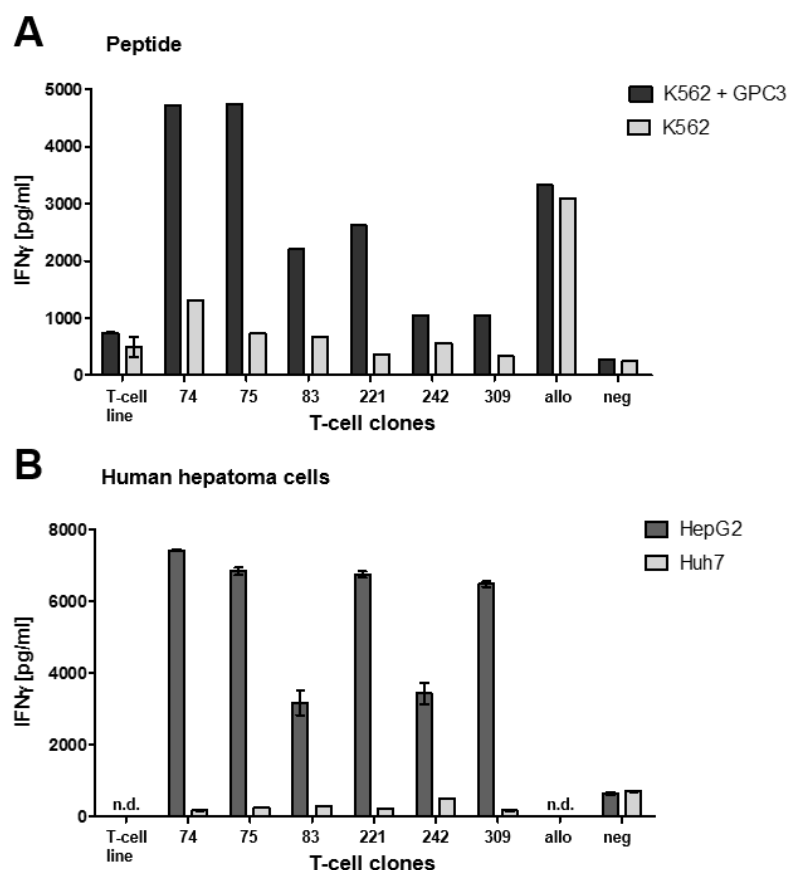 A
Peptide
K562 + GPC3
K562
IFNγ [pg/ml]
5000
4000
3000
2000
1000
0
T-cell line 74 75 83 221 242 309 allo neg
T-cell clones
B
Human hepatoma cells
HepG2
Huh7
IFNγ [pg/ml]
8000
6000
4000
2000
0
n.d. n.d.
T-cell line 74 75 83 221 242 309 allo neg
T-cell clones